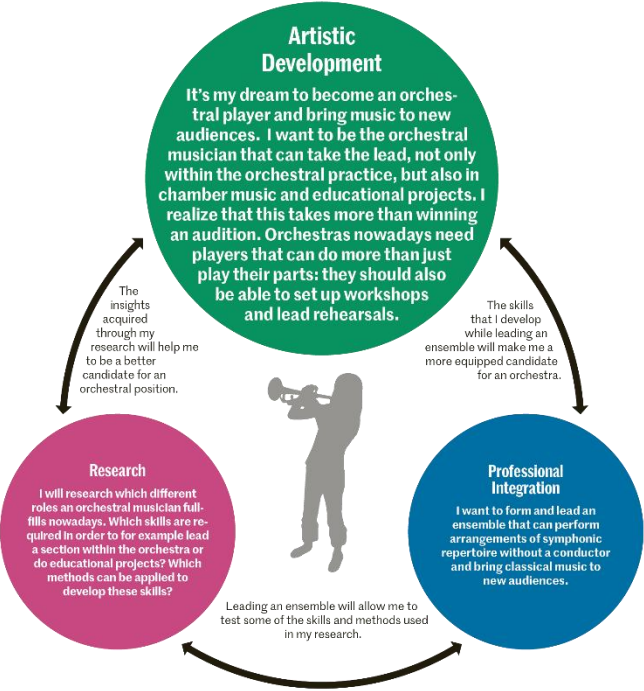 Artistic
Development
It's my dream to become an orches-
tral player and bring music to new
audiences. I want to be the orchestral
musician that can take the lead, not only
within the orchestral practice, but also in
chamber music and educational projects. I
realize that this takes more than winning
an audition. Orchestras nowadays need
players that can do more than just
play their parts: they should also
be able to set up workshops
and lead rehearsals.
The
insights
acquired
through my
research will help me
to be a better
candidate for an
orchestral position.
The skills
that I develop
while leading an
ensemble will make me a
more equipped candidate
for an orchestra.
Research
I will research which different
roles an orchestral musician full-
fills nowadays. Which skills are re-
quired in order to for example lead
a section within the orchestra or
do educational projects? Which
methods can be applied to
develop these skills?
Professional
Integration
I want to form and lead an
ensemble that can perform
arrangements of symphonic
repertoire without a conductor
and bring classical music to
new audiences.
Leading an ensemble will allow me to
test some of the skills and methods used
in my research.